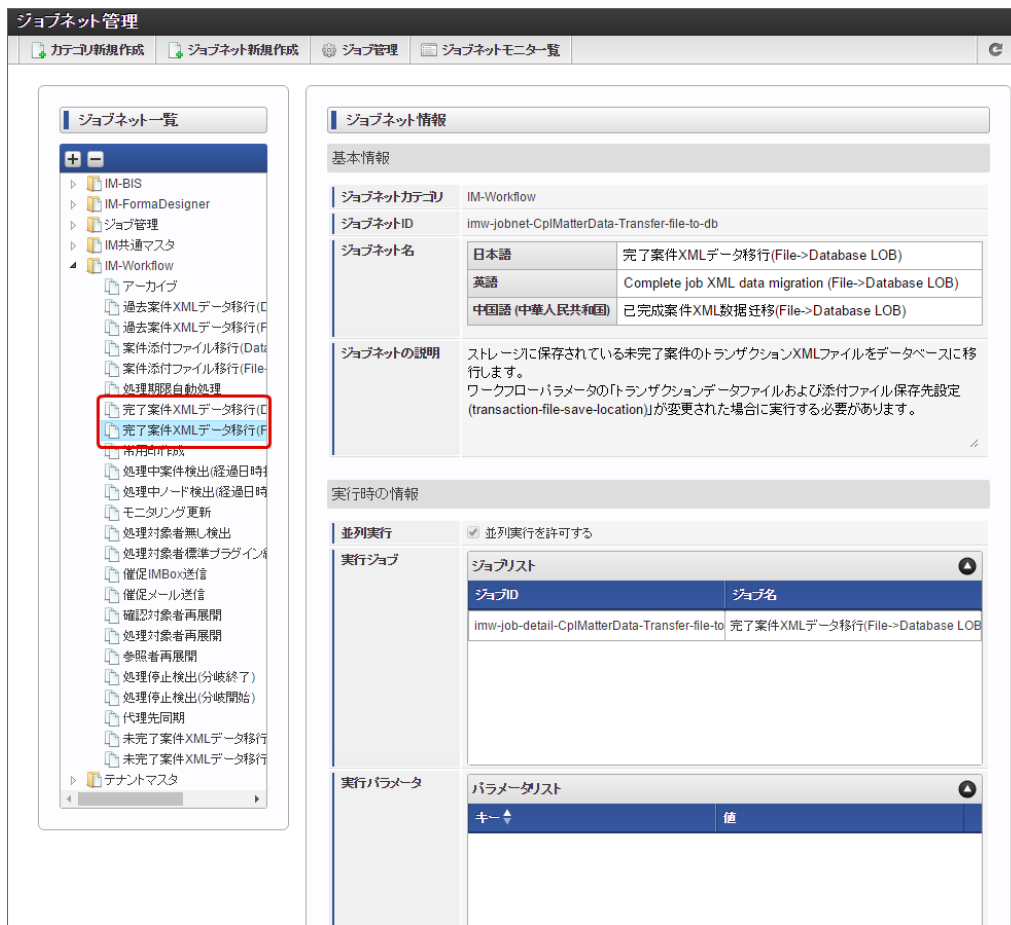 ジョブネット管理
カテゴリ新規作成 ジョブネット新規作成 ジョブ管理 ジョブネットモニター覧
ジョブネット一覧
IM-BIS
IM-FormaDesigner
ジョブ管理
IM共通マスタ
IM-Workflow
アーカイブ
過去案件XMLデータ移行(D
過去案件XMLデータ移行(F
案件添付ファイル移行(Data
案件添付ファイル移行(File-
処理期限自動処理
完了案件XMLデータ移行(D
完了案件XMLデータ移行(F
常用印作成
処理中案件検出(経過日時
処理中ノード検出(経過日時
モニタリング更新
処理対象者無し検出
処理対象者標準プラグイン
催促IMBox送信
催促メール送信
確認対象者再展開
処理対象者再展開
参照者再展開
処理停止検出(分岐終了)
処理停止検出(分岐開始)
代理先同期
未完了案件XMLデータ移行
未完了案件XMLデータ移行
テナントマスタ
ジョブネット情報
基本情報
ジョブネットカテゴリ IM-Workflow
ジョブネットID imw-jobnet-CplMatterData-Transfer-file-to-db
ジョブネット名
日本語 完了案件XMLデータ移行(File->Database LOB)
英語 Complete job XML data migration (File->Database LOB)
中国語 (中華人民共和国) 已完成案件XML数据迁移(File->Database LOB)
ジョブネットの説明
ストレージに保存されている未完了案件のトランザクションXMLファイルをデータベースに移
行します。
ワークフローパラメータの「トランザクションデータファイルおよび添付ファイル保存先設定
(transaction-file-save-location)」が変更された場合に実行する必要があります。
実行時の情報
並列実行 並列実行を許可する
実行ジョブ
ジョブリスト
ジョブID ジョブ名
imw-job-detail-CplMatterData-Transfer-file-to 完了案件XMLデータ移行(File->Database LOB
実行パラメータ
パラメータリスト
キー 値